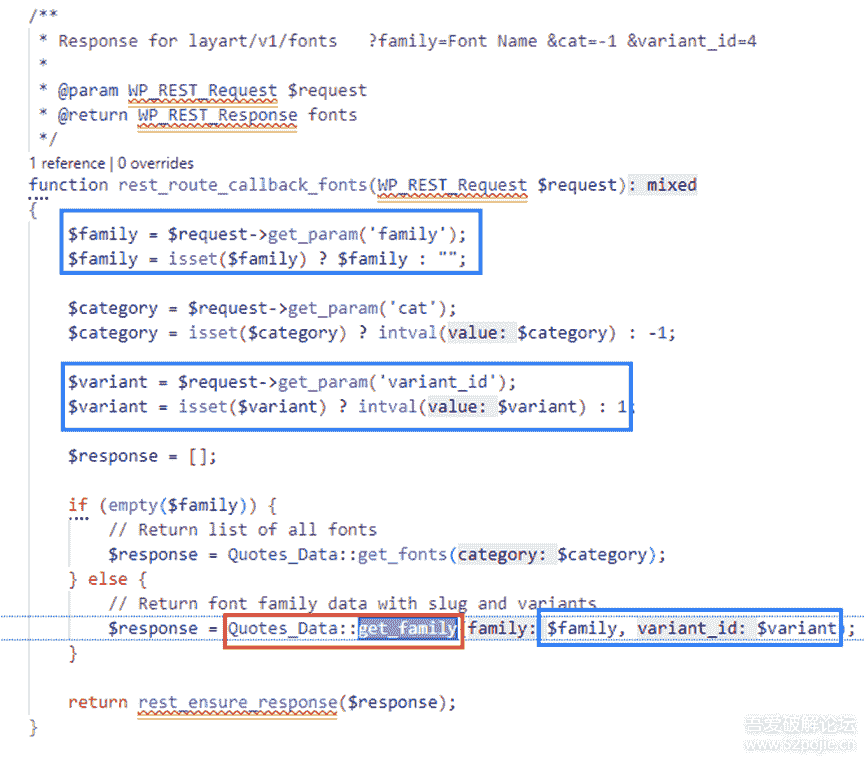 /**
 * Response for layart/v1/fonts   ?family=Font Name &cat=-1 &variant_id=4
 *
 * @param WP_REST_Request $request
 * @return WP_REST_Response fonts
 */
1 reference | 0 overrides
function rest_route_callback_fonts(WP_REST_Request $request): mixed
{
    $family = $request->get_param('family');
    $family = isset($family) ? $family : "";
    $category = $request->get_param('cat');
    $category = isset($category) ? intval(value: $category) : -1;
    $variant = $request->get_param('variant_id');
    $variant = isset($variant) ? intval(value: $variant) : 1;
    $response = [];
    if (empty($family)) {
        // Return list of all fonts
        $response = Quotes_Data::get_fonts(category: $category);
    } else {
        // Return font family data with slug and variants
        $response = Quotes_Data::get_family(family: $family, variant_id: $variant);
    }
    return rest_ensure_response($response);
}
吾爱破解论坛
www.52pojie.cn